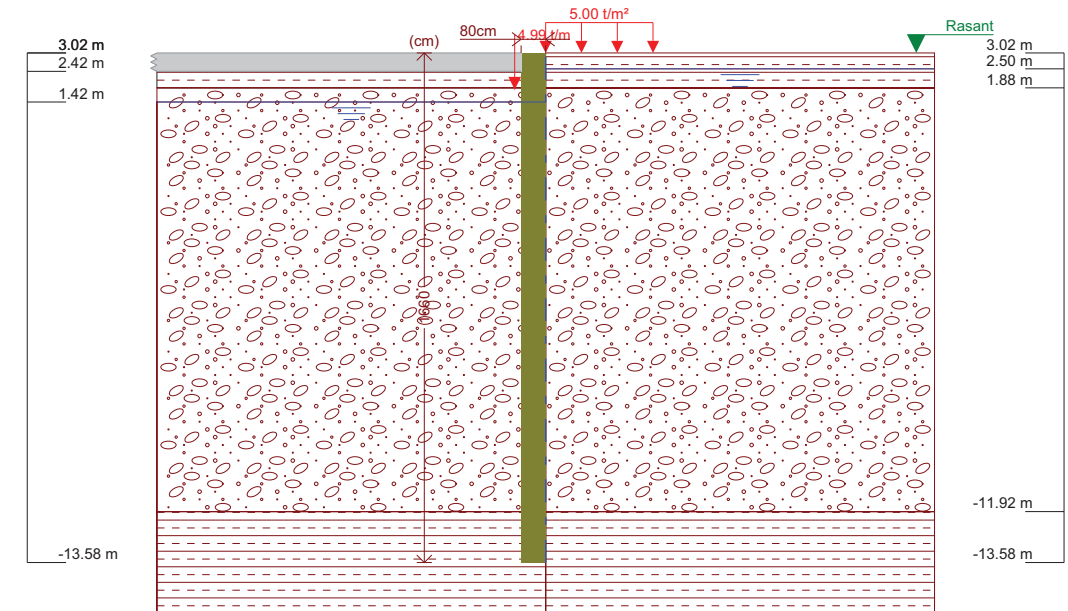 5.00 t/m²
Rasant
80cm
4.99 t/m
(cm)
3.02 m
3.02 m
2.42 m
2.50 m
1.88 m
1.42 m
1660
-11.92 m
-13.58 m
-13.58 m